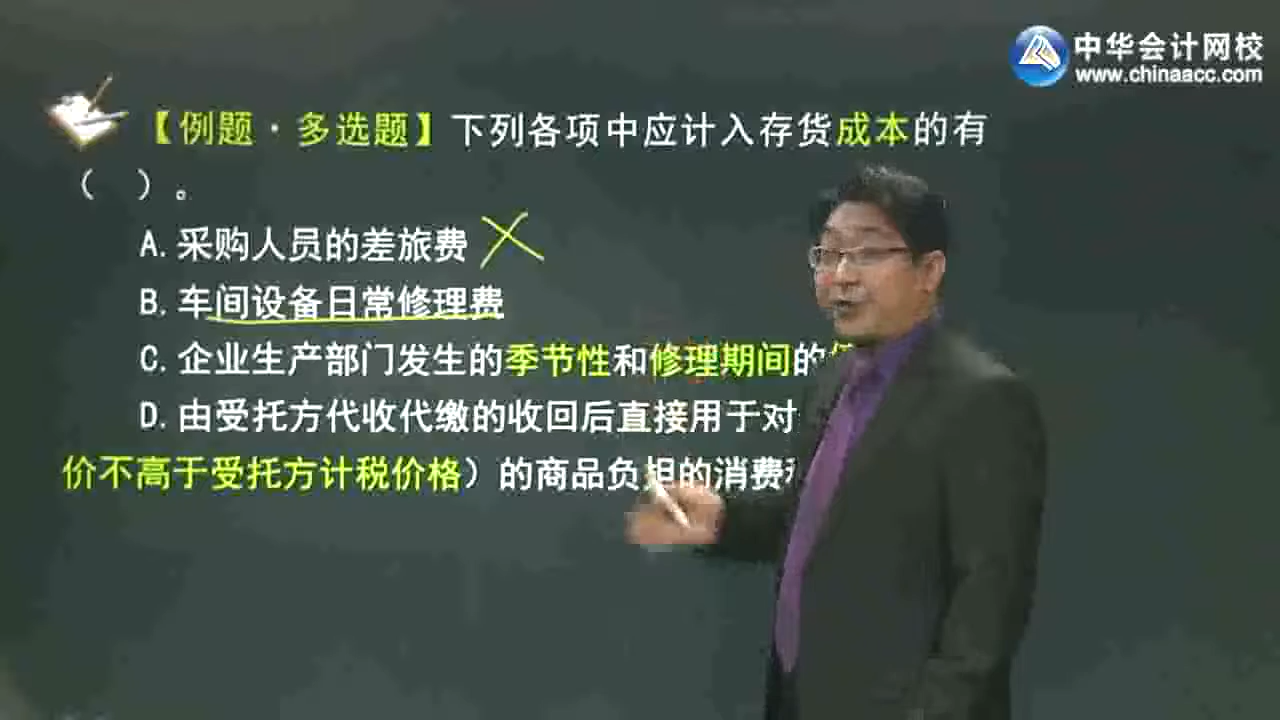 中华会计网校
www.chinaacc.com
【例题·多选题】下列各项中应计入存货成本的有
（ ）。
A. 采购人员的差旅费
B. 车间设备日常修理费
C. 企业生产部门发生的季节性和修理期间的
D. 由受托方代收代缴的收回后直接用于对
价不高于受托方计税价格）的商品负担的消费